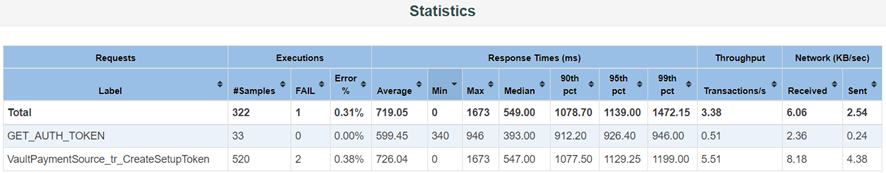 Statistics
Requests Executions Response Times (ms) Throughput Network (KB/sec)
Label #Samples FAIL Error % Average Min Max Median 90th pct 95th pct 99th pct Transactions/s Received Sent
Total 322 1 0.31% 719.05 0 1673 549.00 1078.70 1139.00 1472.15 3.38 6.06 2.54
GET_AUTH_TOKEN 33 0 0.00% 599.45 340 946 393.00 912.20 926.40 946.00 0.51 2.36 0.24
VaultPaymentSource_tr_CreateSetupToken 520 2 0.38% 726.04 0 1673 547.00 1077.50 1129.25 1199.00 5.51 8.18 4.38